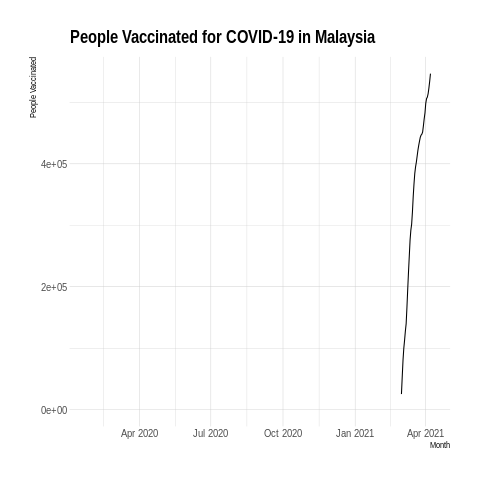 People Vaccinated for COVID-19 in Malaysia
People Vaccinated
4e+05
2e+05
0e+00
Apr 2020
Jul 2020
Oct 2020
Jan 2021
Apr 2021
Month